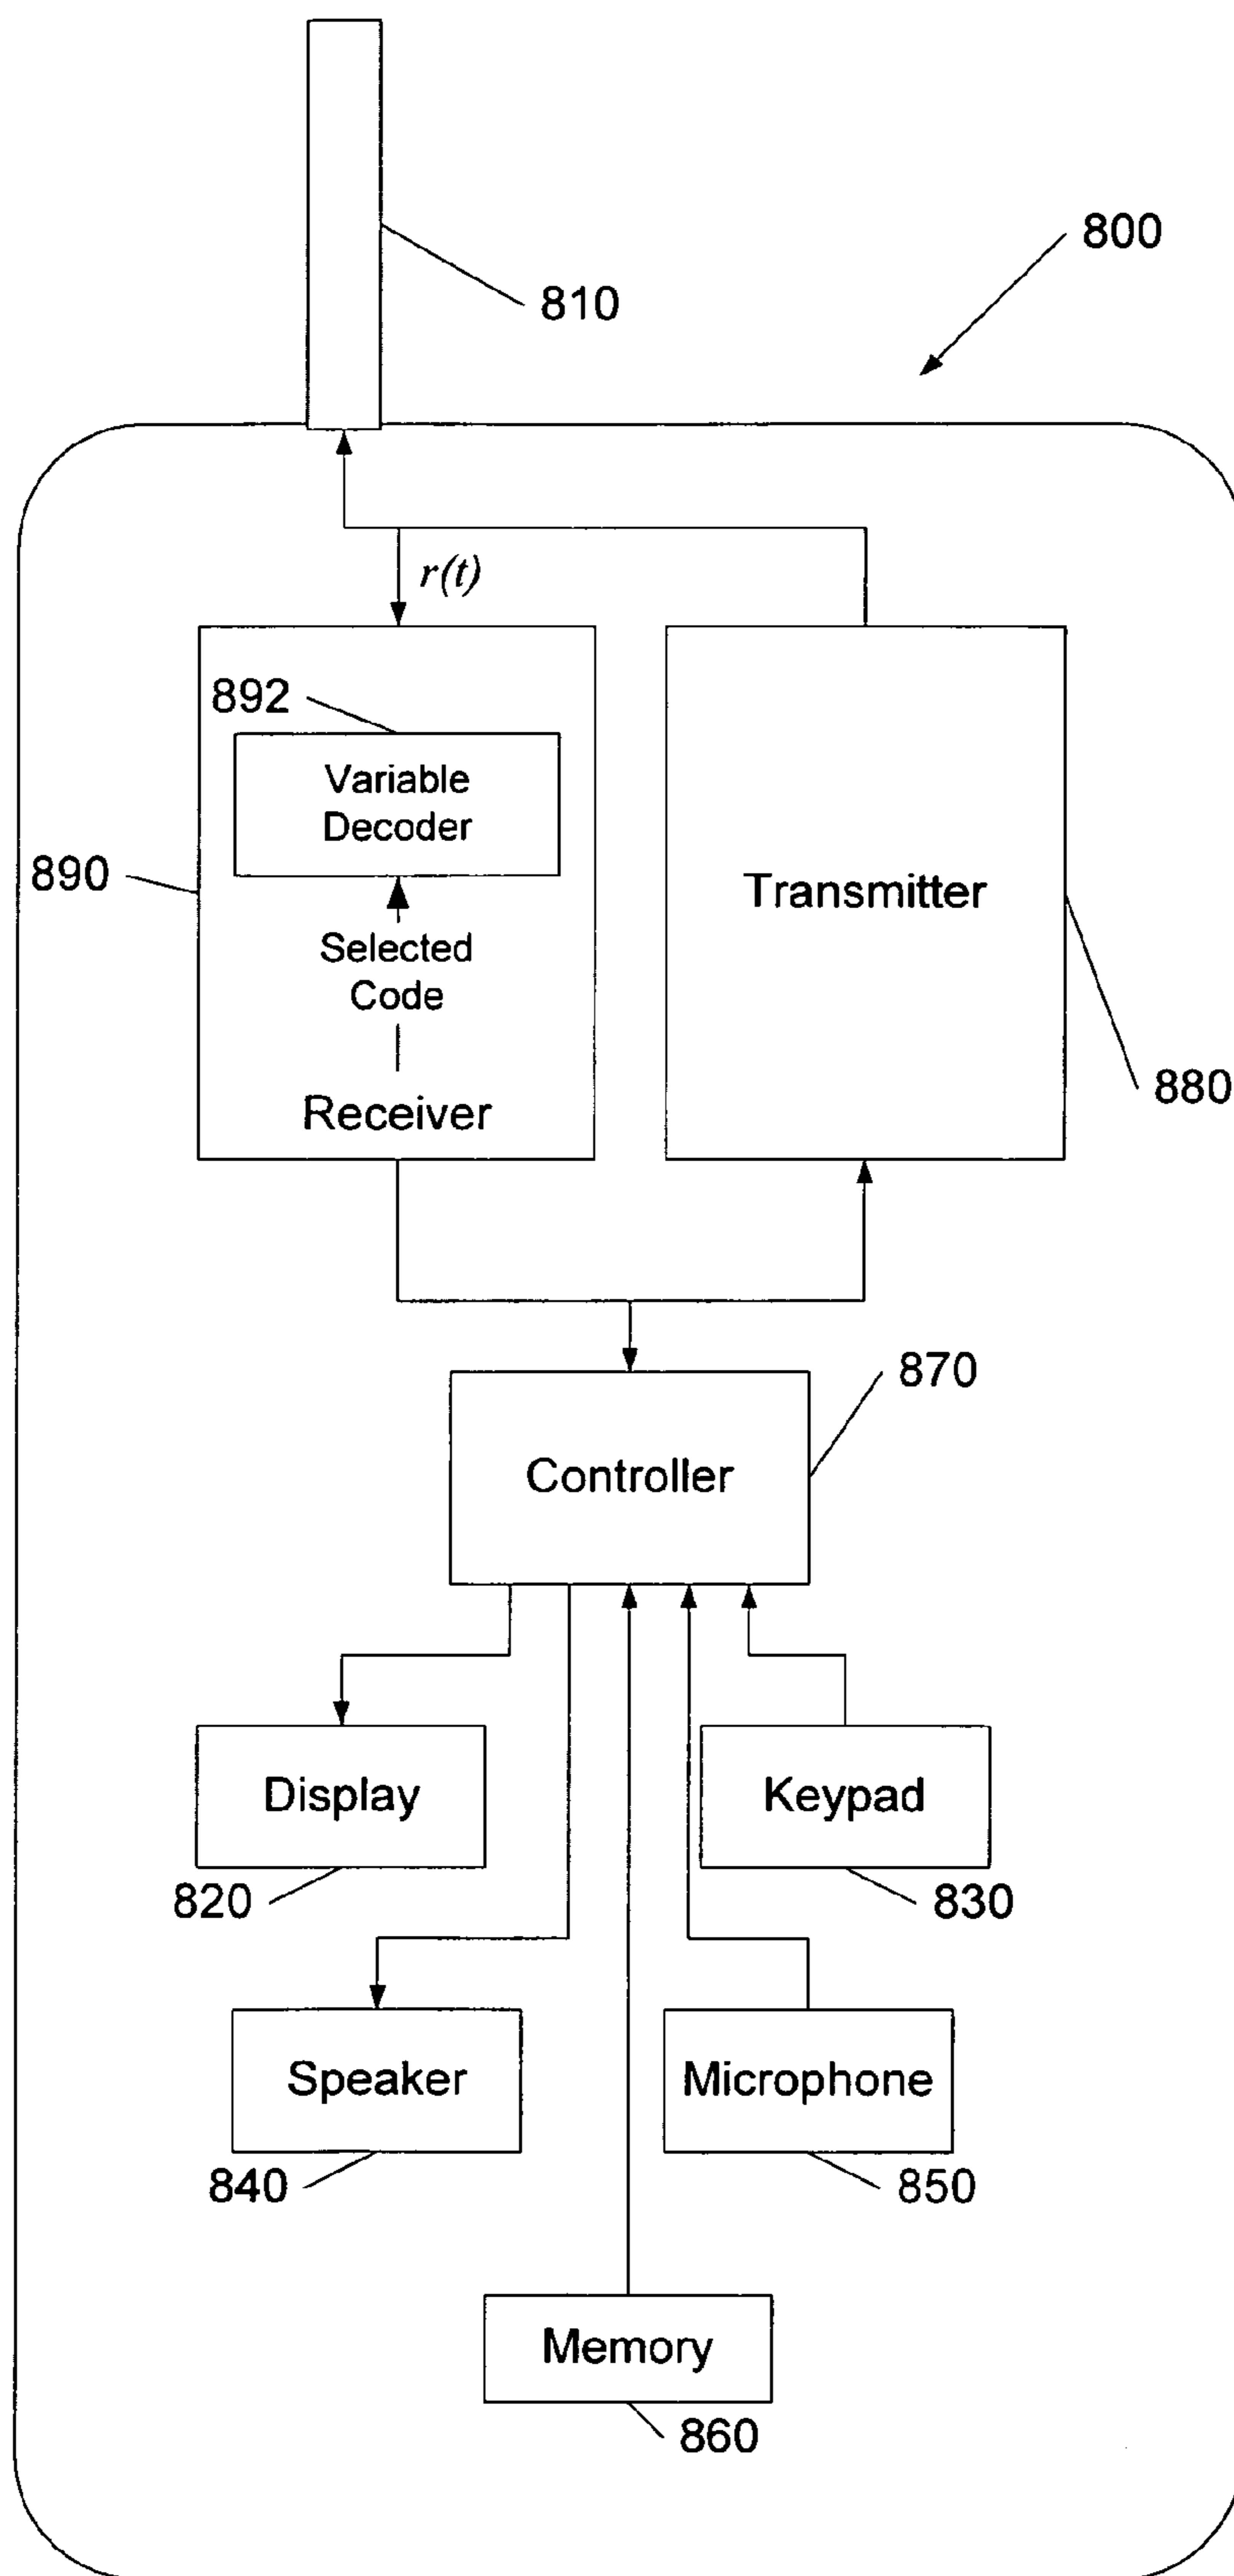 800
810
r(t)
892
Variable
Decoder
890
Transmitter
Selected
Code
880
Receiver
870
Controller
Display
Keypad
820
830
Speaker
Microphone
840
850
Memory
860